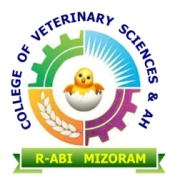 COLLEGE OF VETERINARY SCIENCES & AH
R-ABI MIZORAM